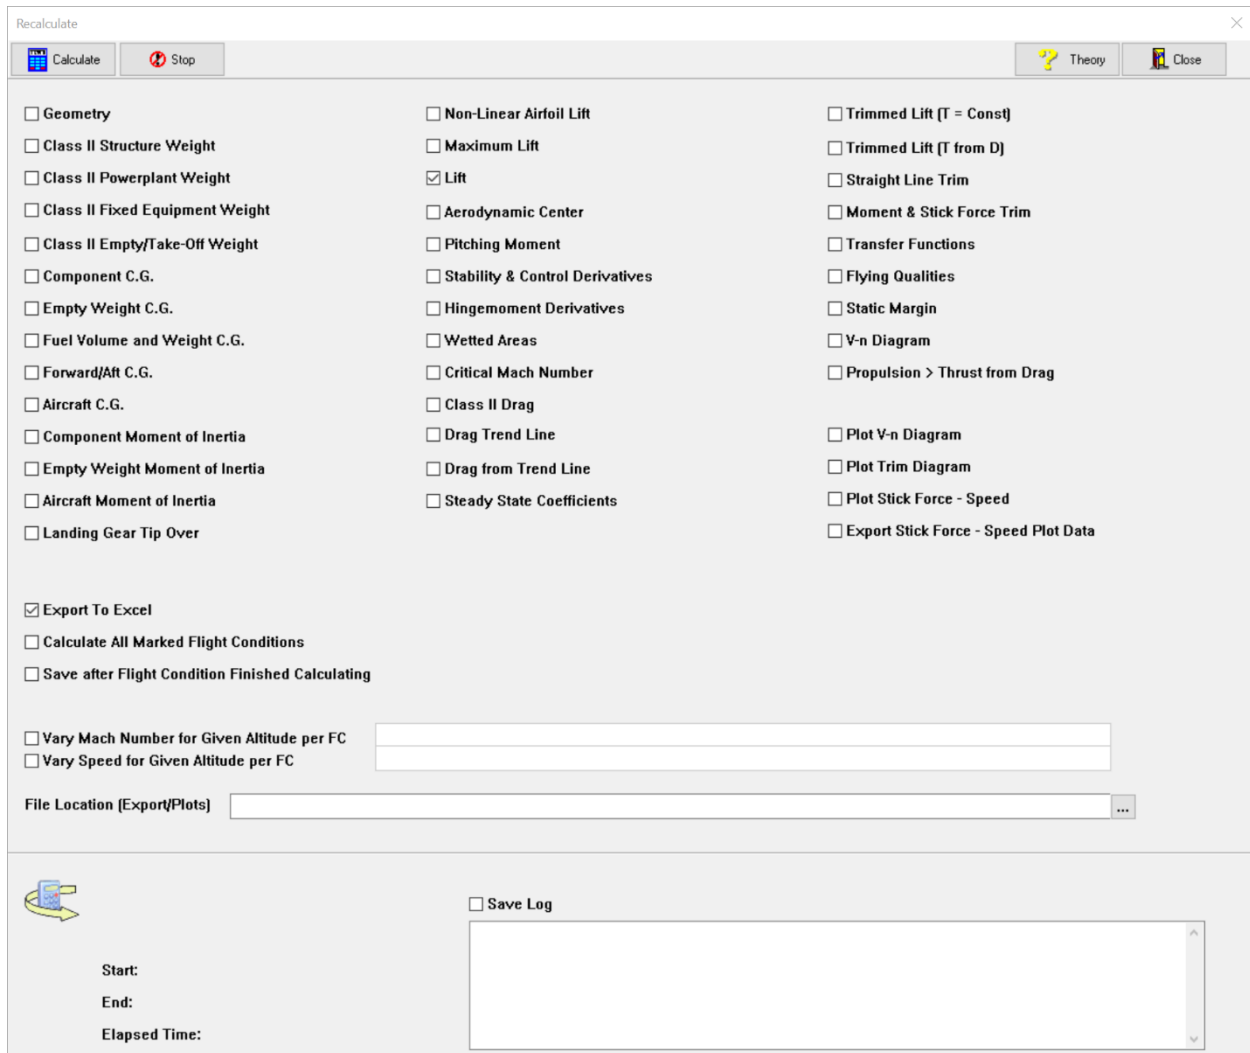 Recalculate
Calculate
Stop
Theory
Close
Geometry
Class II Structure Weight
Class II Powerplant Weight
Class II Fixed Equipment Weight
Class II Empty/Take-Off Weight
Component C.G.
Empty Weight C.G.
Fuel Volume and Weight C.G.
Forward/Aft C.G.
Aircraft C.G.
Component Moment of Inertia
Empty Weight Moment of Inertia
Aircraft Moment of Inertia
Landing Gear Tip Over
Non-Linear Airfoil Lift
Maximum Lift
Lift
Aerodynamic Center
Pitching Moment
Stability & Control Derivatives
Hingemoment Derivatives
Wetted Areas
Critical Mach Number
Class II Drag
Drag Trend Line
Drag from Trend Line
Steady State Coefficients
Trimmed Lift (T = Const)
Trimmed Lift (T from D)
Straight Line Trim
Moment & Stick Force Trim
Transfer Functions
Flying Qualities
Static Margin
V-n Diagram
Propulsion > Thrust from Drag
Plot V-n Diagram
Plot Trim Diagram
Plot Stick Force - Speed
Export Stick Force - Speed Plot Data
Export To Excel
Calculate All Marked Flight Conditions
Save after Flight Condition Finished Calculating
Vary Mach Number for Given Altitude per FC
Vary Speed for Given Altitude per FC
File Location (Export/Plots)
...
Save Log
Start:
End:
Elapsed Time: